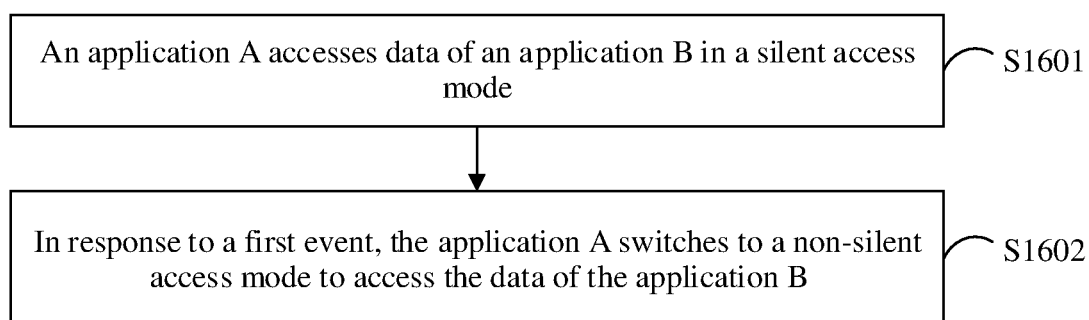 An application A accesses data of an application B in a silent access
mode
S1601
In response to a first event, the application A switches to a non-silent
access mode to access the data of the application B
S1602